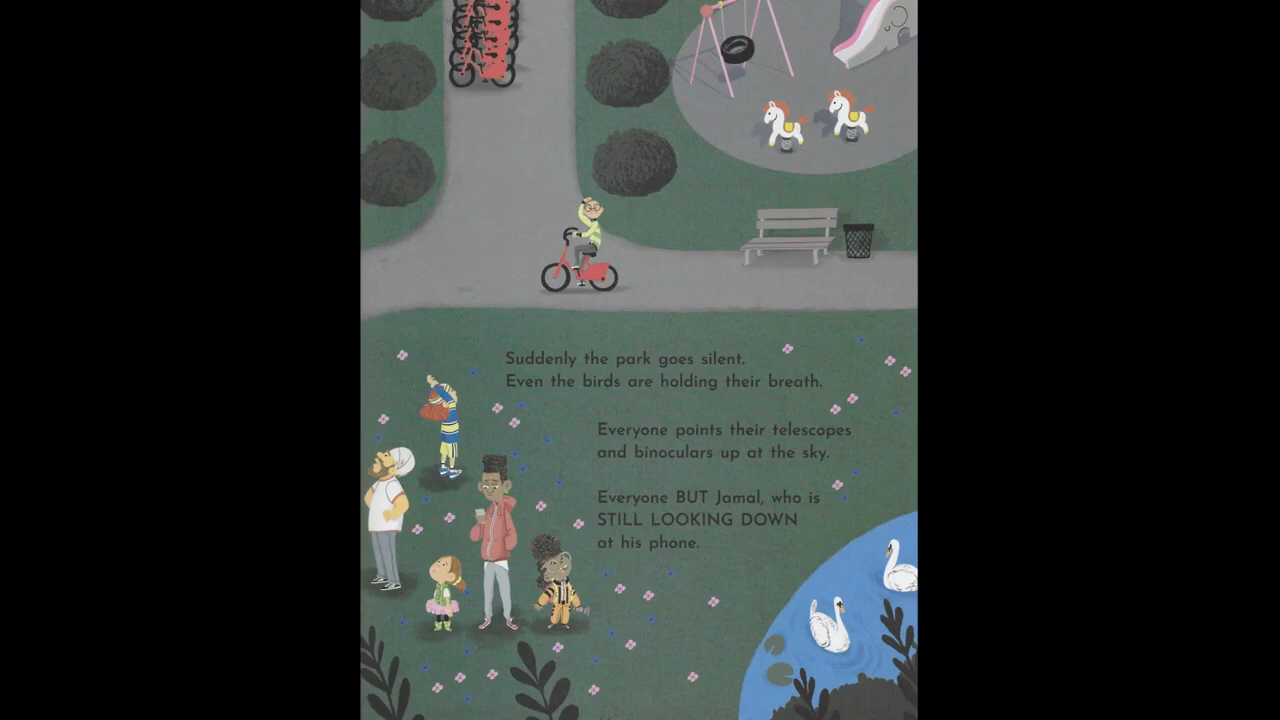 Suddenly the park goes silent.
Even the birds are holding their breath.
Everyone points their telescopes
and binoculars up at the sky.
Everyone BUT Jamal, who is
STILL LOOKING DOWN
at his phone.